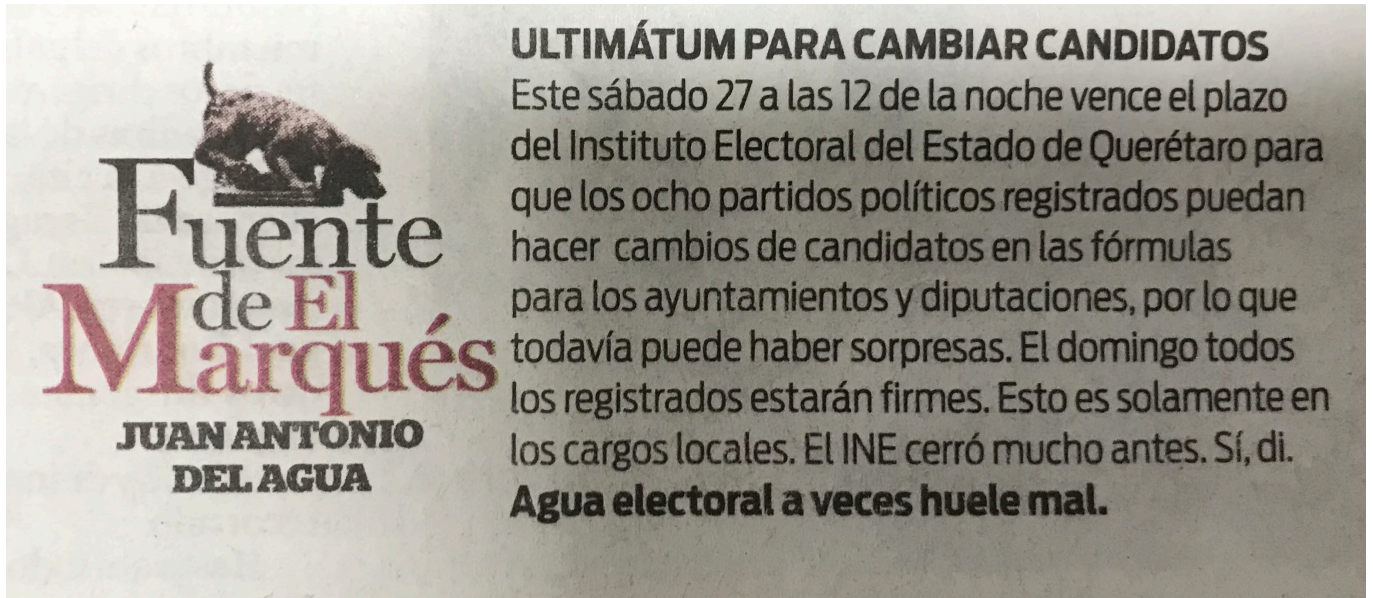 Fuente
de El
Marqués
JUAN ANTONIO
DEL AGUA
ULTIMÁTUM PARA CAMBIAR CANDIDATOS
Este sábado 27 a las 12 de la noche vence el plazo
del Instituto Electoral del Estado de Querétaro para
que los ocho partidos políticos registrados puedan
hacer cambios de candidatos en las fórmulas
para los ayuntamientos y diputaciones, por lo que
todavía puede haber sorpresas. El domingo todos
los registrados estarán firmes. Esto es solamente en
los cargos locales. El INE cerró mucho antes. Sí, di.
Agua electoral a veces huele mal.